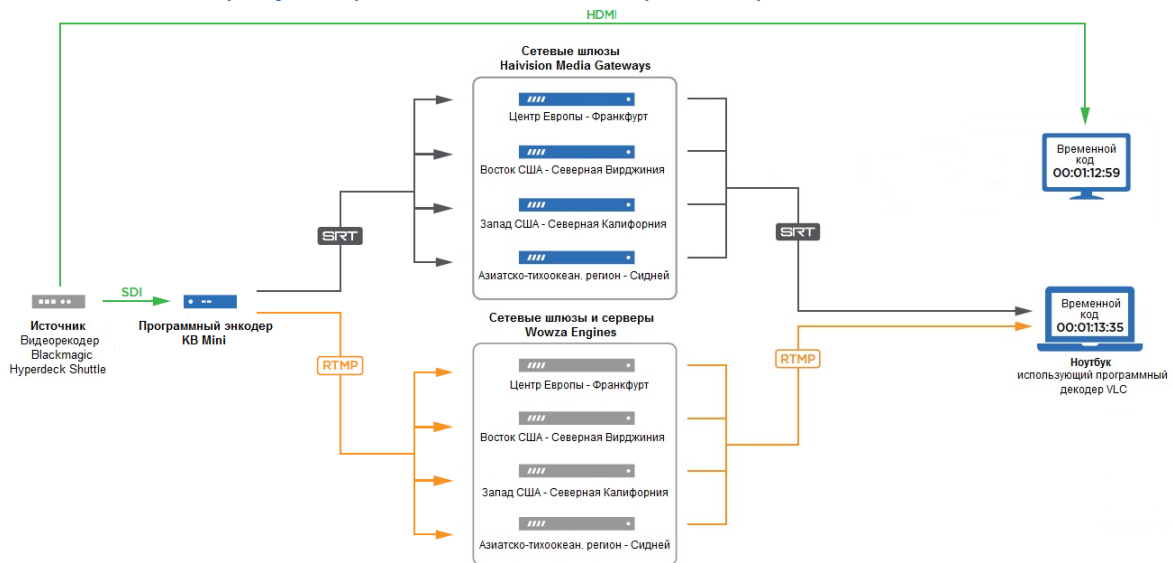 HDMI
Сетевые шлюзы
Haivision Media Gateways
Центр Европы - Франкфурт
Восток США - Северная Вирджиния
Запад США - Северная Калифорния
Азиатско-тихоокеан. регион - Сидней
SRT
SRT
Временной
код
00:01:12:59
SDI
Источник
Видеорекодер
Blackmagic
Hyperdeck Shuttle
Программный энкодер
KB Mini
RTMP
Сетевые шлюзы и серверы
Wowza Engines
Центр Европы - Франкфурт
Восток США - Северная Вирджиния
Запад США - Северная Калифорния
Азиатско-тихоокеан. регион - Сидней
RTMP
Временной
код
00:01:13:35
Ноутбук
использующий программный
декодер VLC